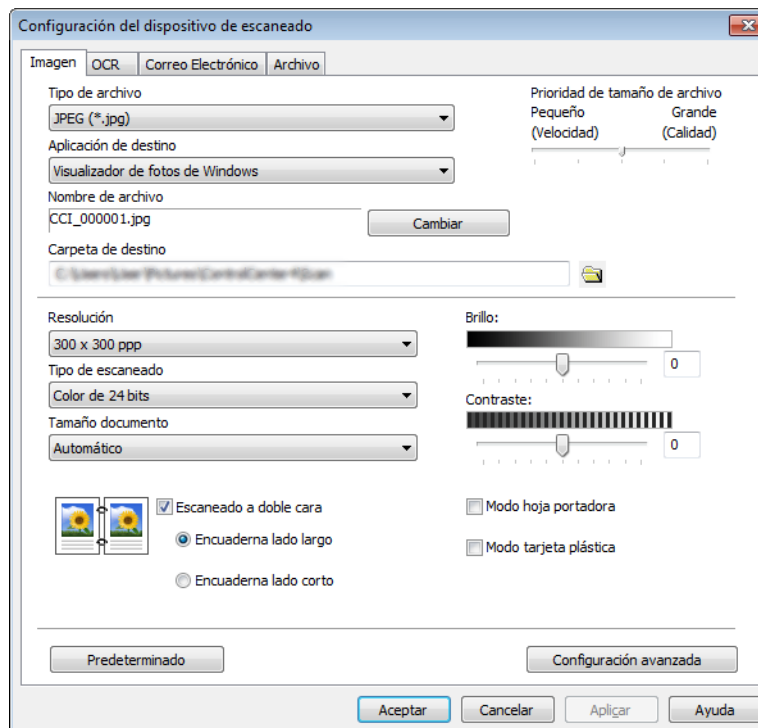 Configuración del dispositivo de escaneado
Imagen OCR Correo Electrónico Archivo
Tipo de archivo
JPEG (*.jpg)
Prioridad de tamaño de archivo
Pequeño Grande
(Velocidad) (Calidad)
Aplicación de destino
Visualizador de fotos de Windows
Nombre de archivo
CCI_000001.jpg
Cambiar
Carpeta de destino
Resolución
300 x 300 ppp
Tipo de escaneado
Color de 24 bits
Tamaño documento
Automático
Brillo:
0
Contraste:
0
Escaneado a doble cara
Encuaderna lado largo
Encuaderna lado corto
Modo hoja portadora
Modo tarjeta plástica
Predeterminado
Configuración avanzada
Aceptar Cancelar Aplicar Ayuda